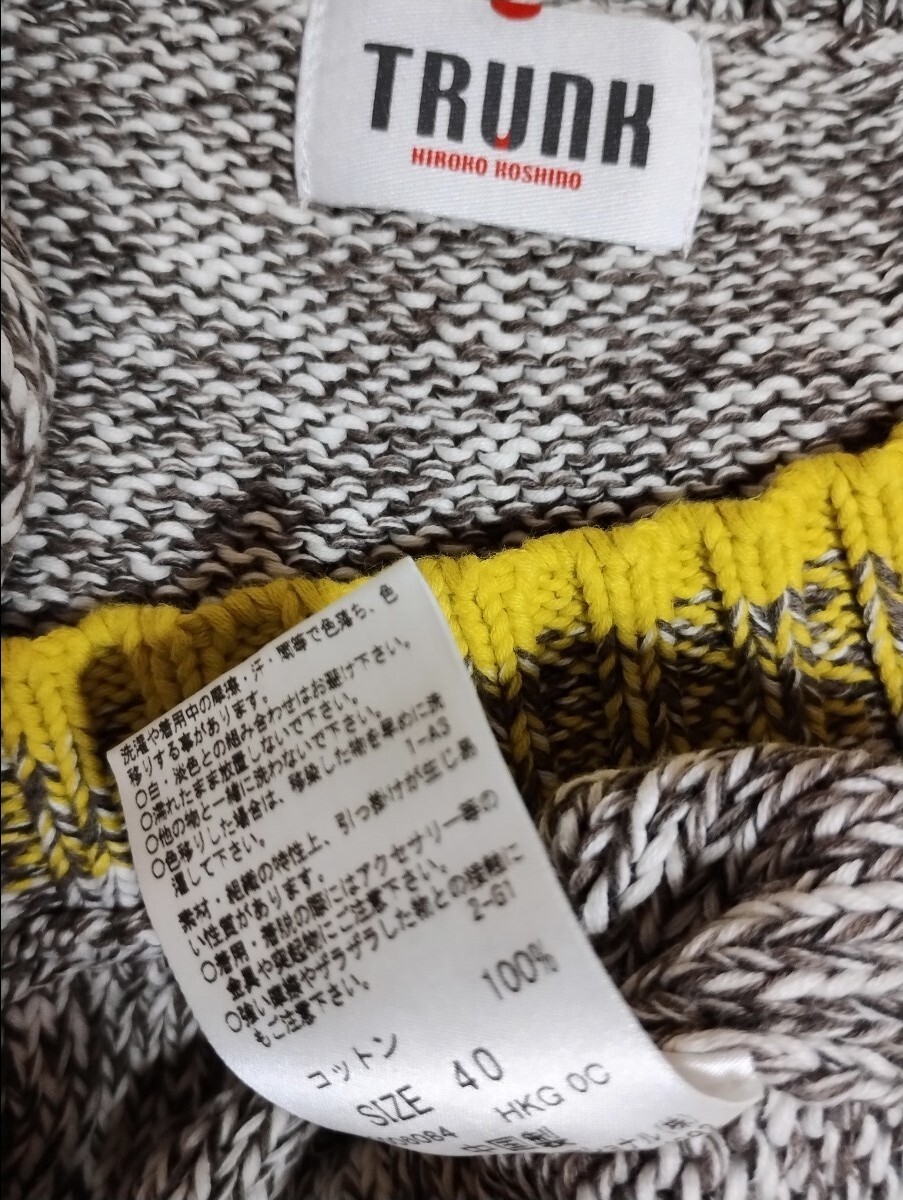 TRUNK
HIROKO KOSHINO
洗濯や着用中の摩擦・汗・雨等で色落ち、色
移りする事があります。
○白・淡色との組み合わせはお避け下さい。
○濡れたまま放置しないで下さい。
○他の物と一緒に洗わないで下さい。
○色移りした場合は、移染した物を早めに洗
濯して下さい。 1-A3
素材・組織の特性上、引っ掛けが生じ易
い性質があります。
○着用・着脱の際にはアクセサリー等の
金具や突起物にご注意下さい。
○強い摩擦やザラザラした物との接触に
もご注意下さい。 2-G1
コットン 100%
SIZE 40
HKG 0C
08084 中国製